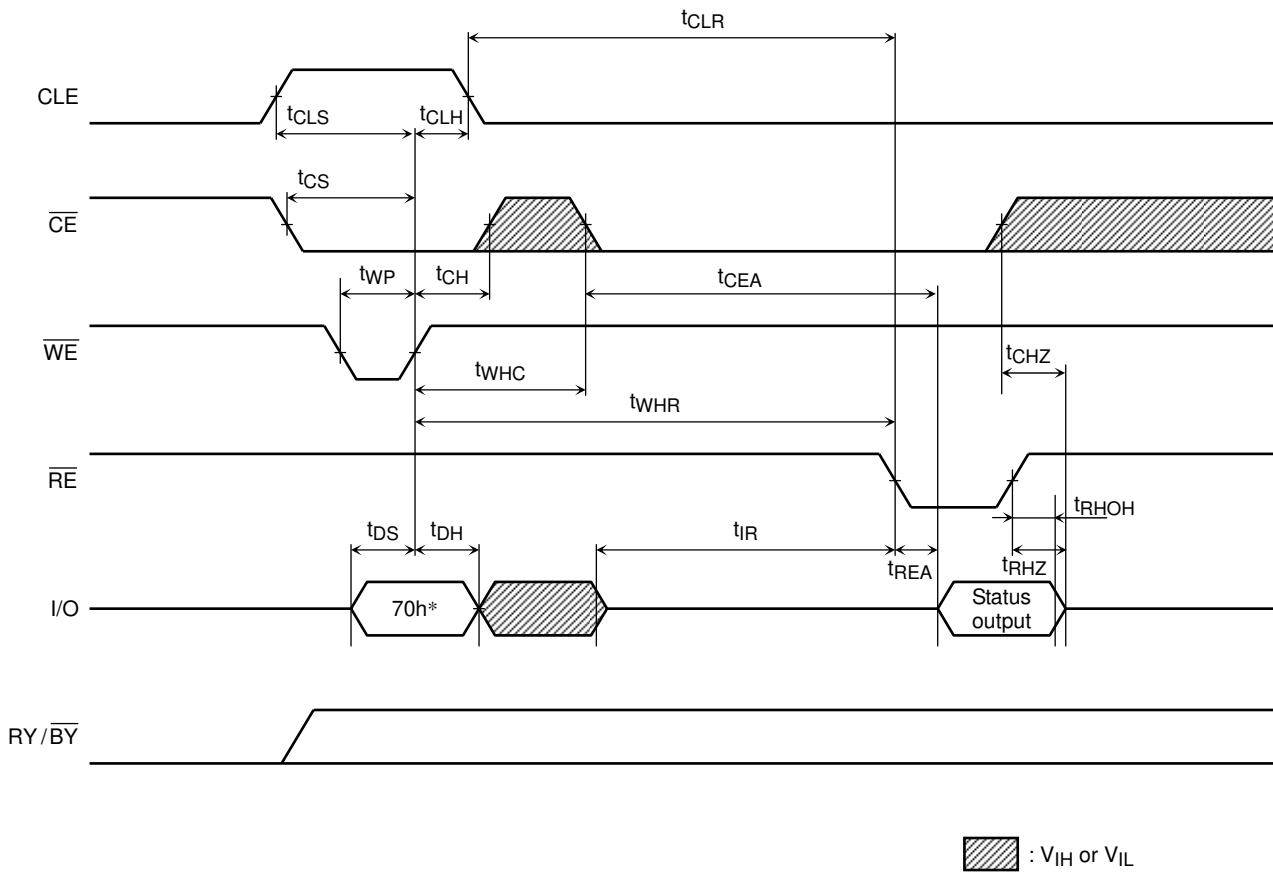 tCLR
CLE
tCLS
tCLH
tCS
CE
tWP
tCH
tCEA
WE
tCHZ
tWHC
tWHR
RE
tRHOH
tDS
tDH
tIR
tREA
tRHZ
I/O
70h*
Status
output
RY/BY
: VIH or VIL